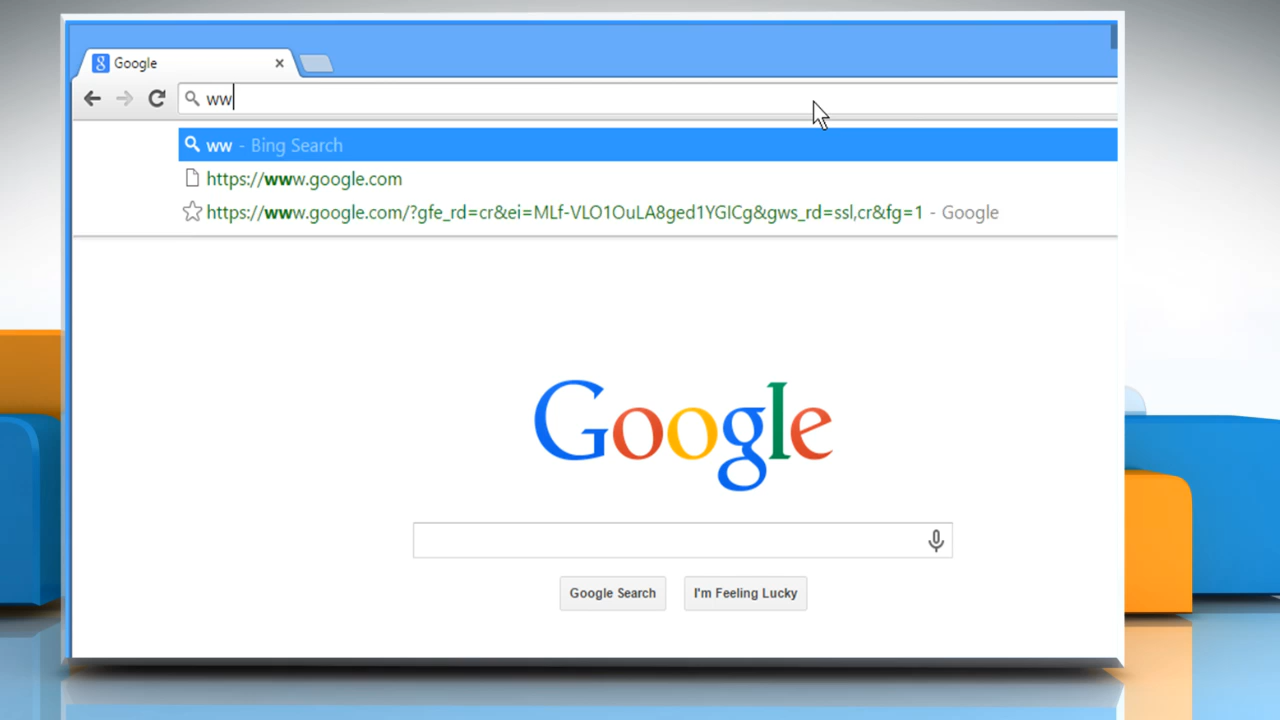 Google
ww
ww - Bing Search
https://www.google.com
https://www.google.com/?gfe_rd=cr&ei=MLf-VLO1OuLA8ged1YGICg&gws_rd=ssl,cr&fg=1 - Google
Google
Google Search I'm Feeling Lucky